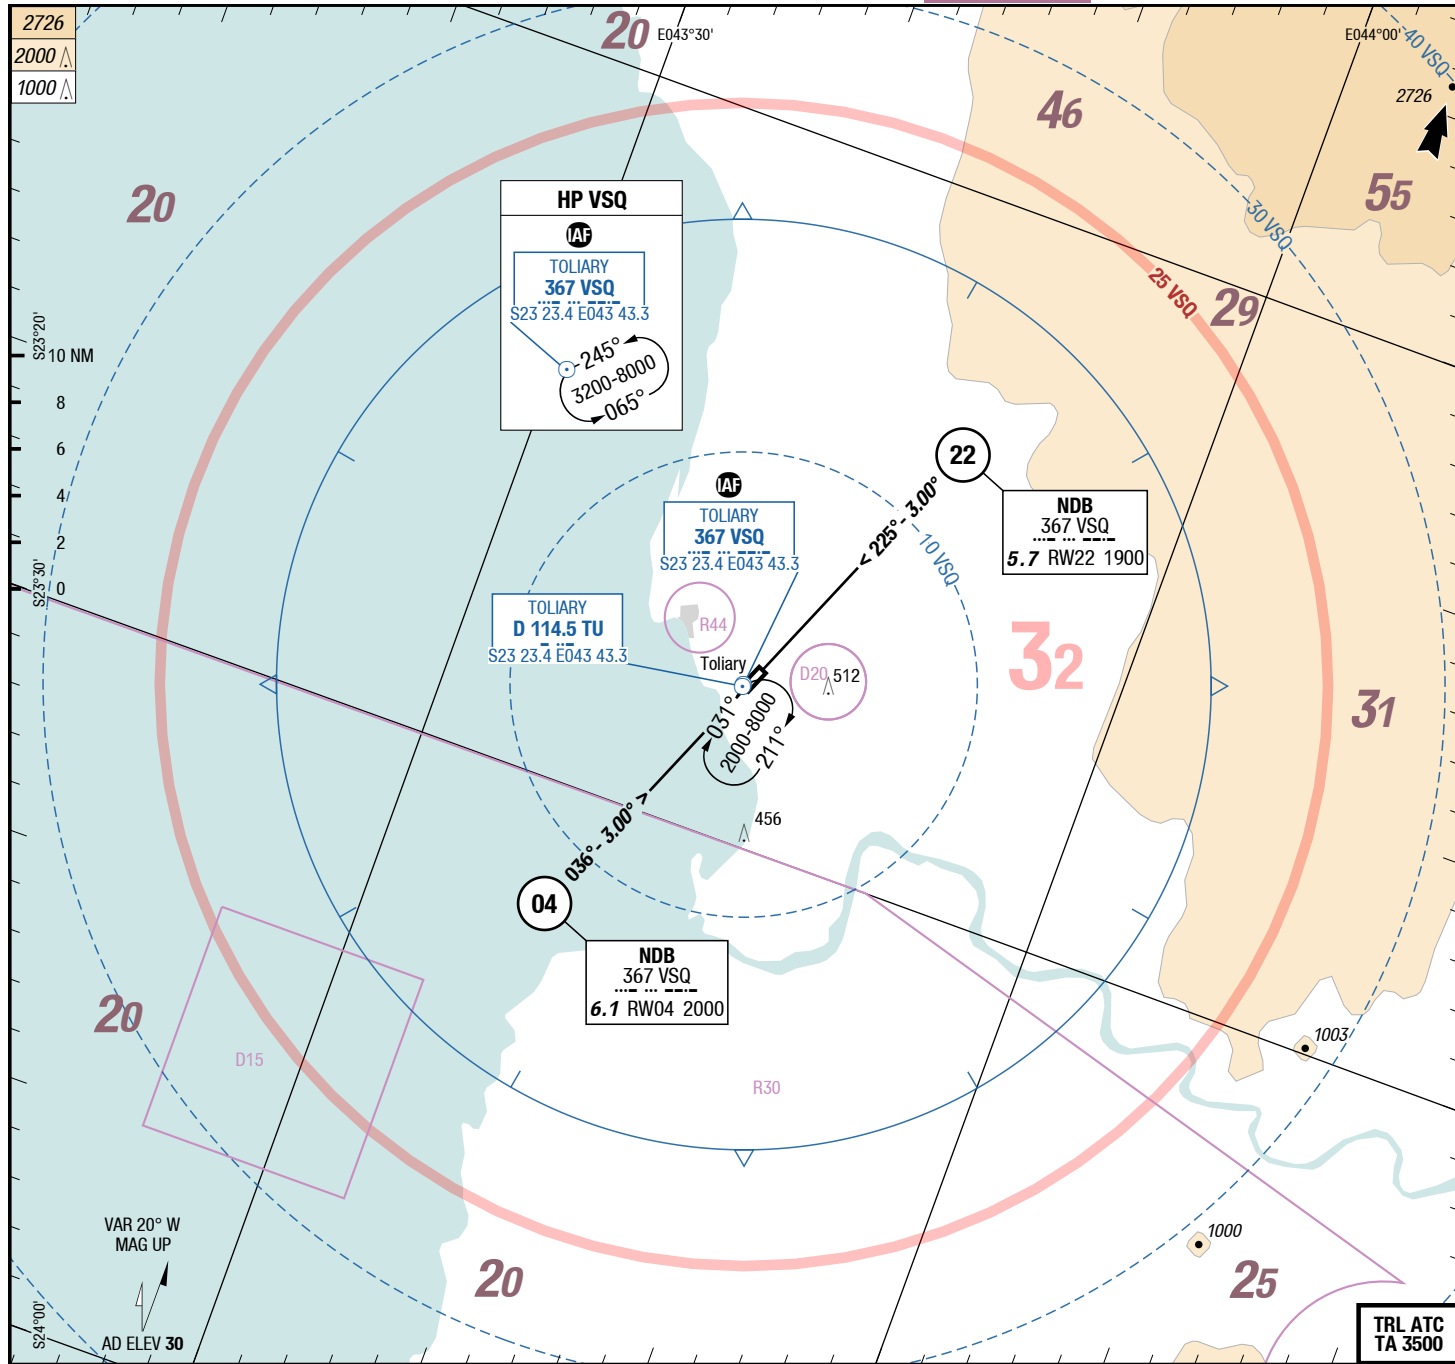 2726
2000
1000
20
E043°30'
E044°00'
40 VSQ
2726
46
55
20
30 VSQ
HP VSQ
IAF
TOLIARY
367 VSQ
S23 23.4 E043 43.3
245°
3200-8000
065°
25 VSQ
29
S23°20'
10 NM
8
6
4
2
0
S23°30'
22
225° - 3.00°
NDB
367 VSQ
5.7 RW22 1900
IAF
TOLIARY
367 VSQ
S23 23.4 E043 43.3
10 VSQ
TOLIARY
D 114.5 TU
S23 23.4 E043 43.3
R44
Toliary
D20
512
32
31
031°
2000-8000
211°
036° - 3.00°
456
04
NDB
367 VSQ
6.1 RW04 2000
20
D15
R30
1003
1000
VAR 20° W
MAG UP
AD ELEV 30
S24°00'
20
25
TRL ATC
TA 3500